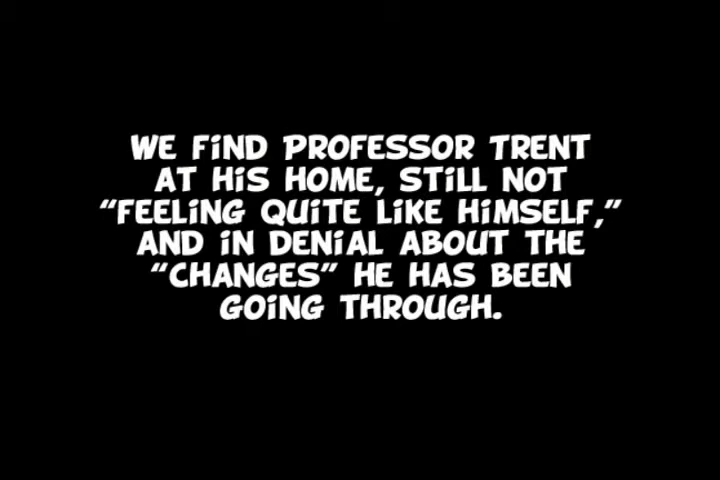 WE FiND PROFESSOR TRENT
AT HiS HOME, STiLL NOT
“FEELiNG QUiTE LiKE HiMSELF,”
AND iN DENiAL ABOUT THE
“CHANGES” HE HAS BEEN
GOiNG THROUGH.